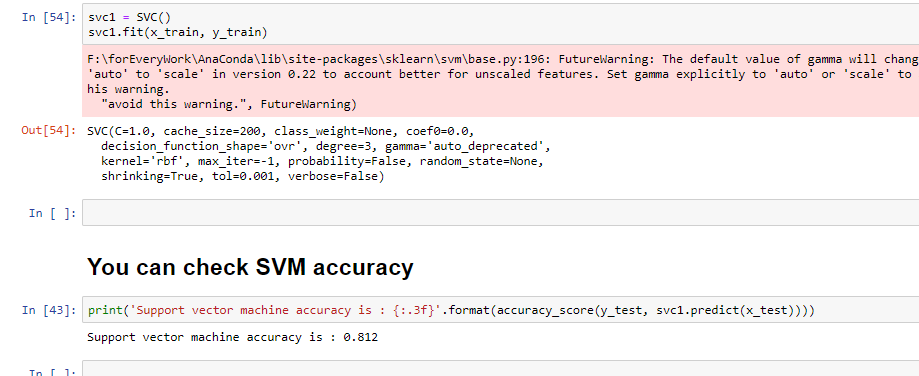 In [54]: svc1 = SVC()
svc1.fit(x_train, y_train)
F:\forEveryWork\AnaConda\lib\site-packages\sklearn\svm\base.py:196: FutureWarning: The default value of gamma will chang
'auto' to 'scale' in version 0.22 to account better for unscaled features. Set gamma explicitly to 'auto' or 'scale' to
his warning.
"avoid this warning.", FutureWarning)
Out[54]: SVC(C=1.0, cache_size=200, class_weight=None, coef0=0.0,
decision_function_shape='ovr', degree=3, gamma='auto_deprecated',
kernel='rbf', max_iter=-1, probability=False, random_state=None,
shrinking=True, tol=0.001, verbose=False)
In [ ]:
You can check SVM accuracy
In [43]: print('Support vector machine accuracy is : {:.3f}'.format(accuracy_score(y_test, svc1.predict(x_test))))
Support vector machine accuracy is : 0.812
In [ ]: